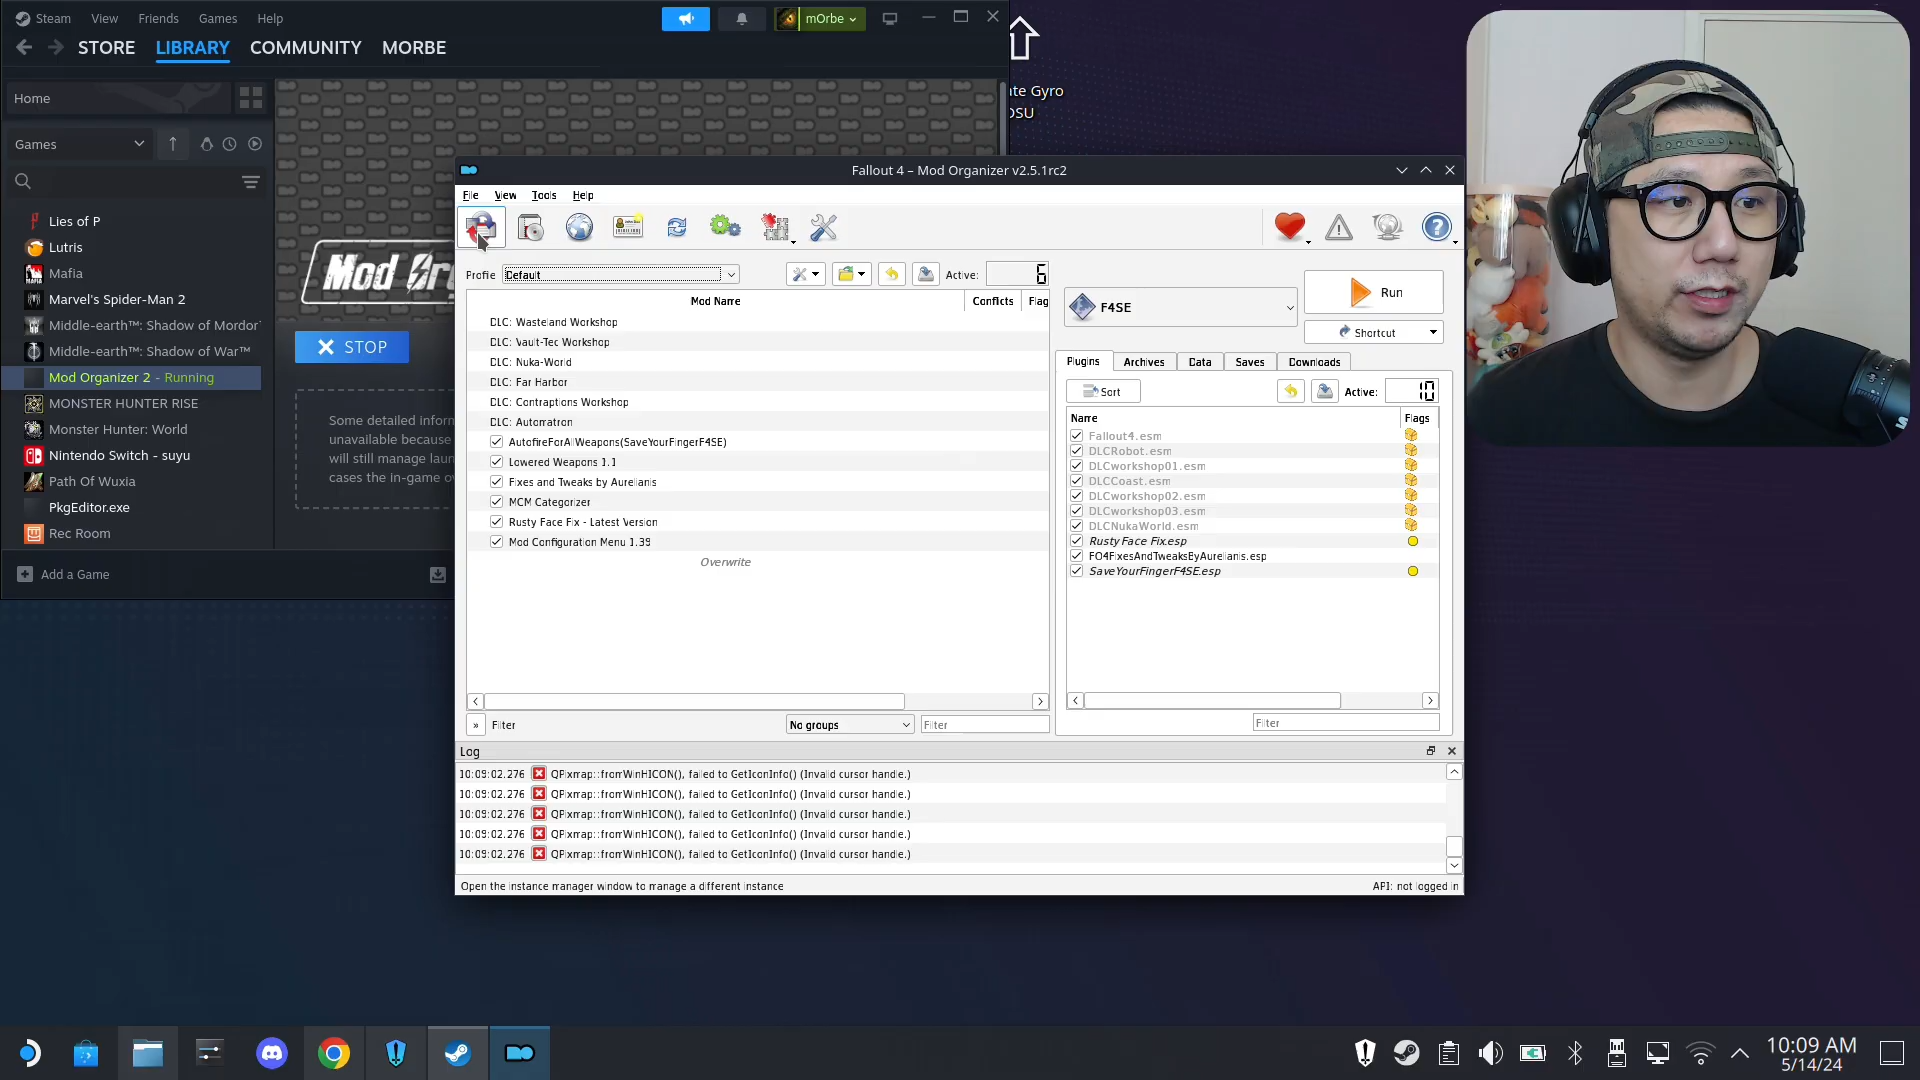 Steam View Friends Games Help
mOrbe
STORE LIBRARY COMMUNITY MORBE
Home
Games
Lies of P
Lutris
Mafia
Marvel's Spider-Man 2
Middle-earth™: Shadow of Mordor
Middle-earth™: Shadow of War™
Mod Organizer 2 - Running
MONSTER HUNTER RISE
Monster Hunter: World
Nintendo Switch - suyu
Path Of Wuxia
PkgEditor.exe
Rec Room
Add a Game
Mod Org
STOP
Some detailed inform
unavailable because
will still manage laun
cases the in-game ov
ate Gyro
DSU
Fallout 4 – Mod Organizer v2.5.1rc2
File View Tools Help
Profile Default Active: 6
Mod Name Conflicts Flag
DLC: Wasteland Workshop
DLC: Vault-Tec Workshop
DLC: Nuka-World
DLC: Far Harbor
DLC: Contraptions Workshop
DLC: Automatron
AutofireForAllWeapons(SaveYourFingerF4SE)
Lowered Weapons 1.1
Fixes and Tweaks by Aurelianis
MCM Categorizer
Rusty Face Fix - Latest Version
Mod Configuration Menu 1.39
Overwrite
» Filter No groups Filter
F4SE
Run
Shortcut
Plugins Archives Data Saves Downloads
Sort Active: 10
Name Flags
Fallout4.esm
DLCRobot.esm
DLCworkshop01.esm
DLCCoast.esm
DLCworkshop02.esm
DLCworkshop03.esm
DLCNukaWorld.esm
Rusty Face Fix.esp
FO4FixesAndTweaksByAurelianis.esp
SaveYourFingerF4SE.esp
Filter
Log
10:09:02.276 QPixmap::fromWinHICON(), failed to GetIconInfo() (Invalid cursor handle.)
10:09:02.276 QPixmap::fromWinHICON(), failed to GetIconInfo() (Invalid cursor handle.)
10:09:02.276 QPixmap::fromWinHICON(), failed to GetIconInfo() (Invalid cursor handle.)
10:09:02.276 QPixmap::fromWinHICON(), failed to GetIconInfo() (Invalid cursor handle.)
10:09:02.276 QPixmap::fromWinHICON(), failed to GetIconInfo() (Invalid cursor handle.)
Open the instance manager window to manage a different instance API: not logged in
10:09 AM
5/14/24